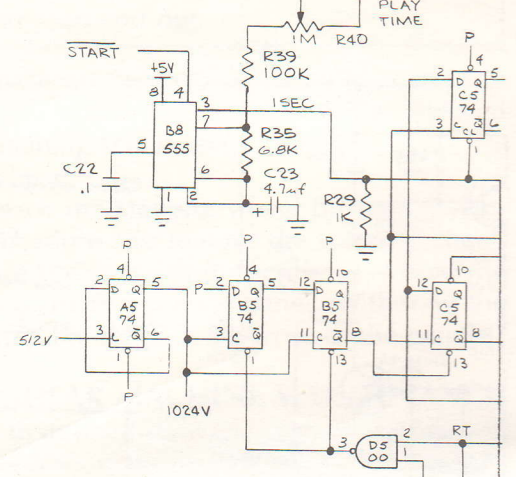 PLAY
TIME
1M R40
START
R39
100K
P
4
+5V
8 4
3 1SEC
7
B8
555
5
R35
6.8K
6
C22
.1
1 2
C23
4.7uf
+
R29
1K
2 D Q 5
C5
74
3 C CL Q 6
1
P
4
2 D Q 5
A5
74
512V 3 C Q 6
1
P
P
4
P 2 D Q 5
B5
74
3 C Q
1
P
10
12 D Q
B5
74
11 C Q 8
13
10
12 D Q
C5
74
11 C Q 8
13
1024V
3 D5
00
2
1
RT